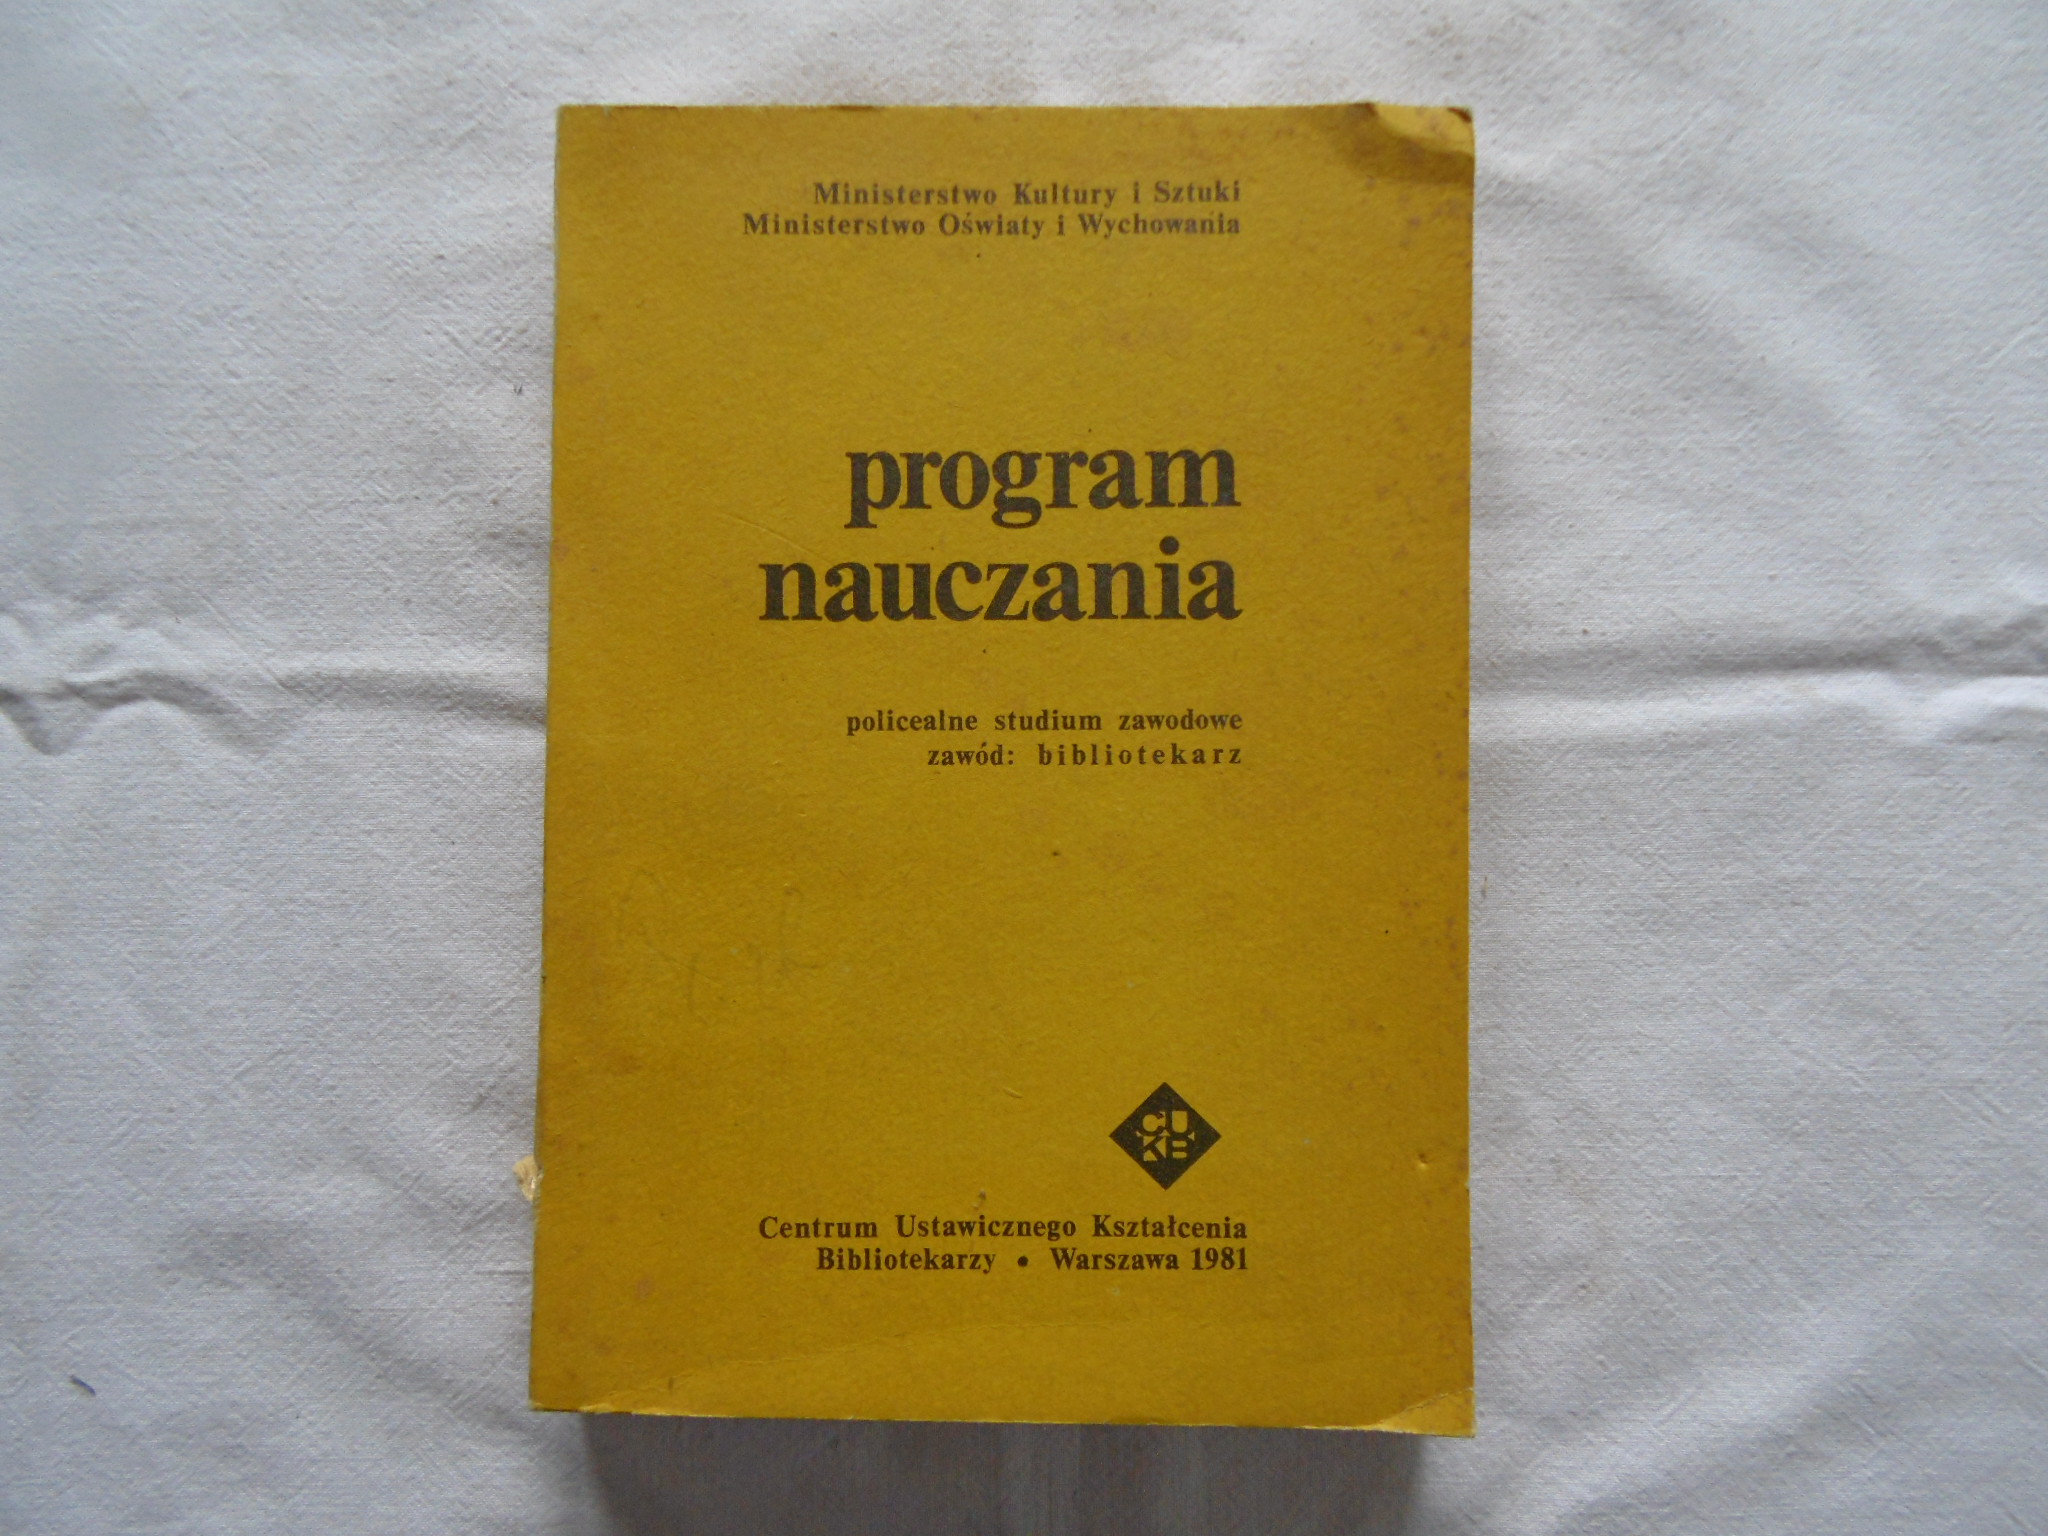 Ministerstwo Kultury i Sztuki
Ministerstwo Oświaty i Wychowania
program
nauczania
policealne studium zawodowe
zawód: bibliotekarz
CU
KB
Centrum Ustawicznego Kształcenia
Bibliotekarzy • Warszawa 1981